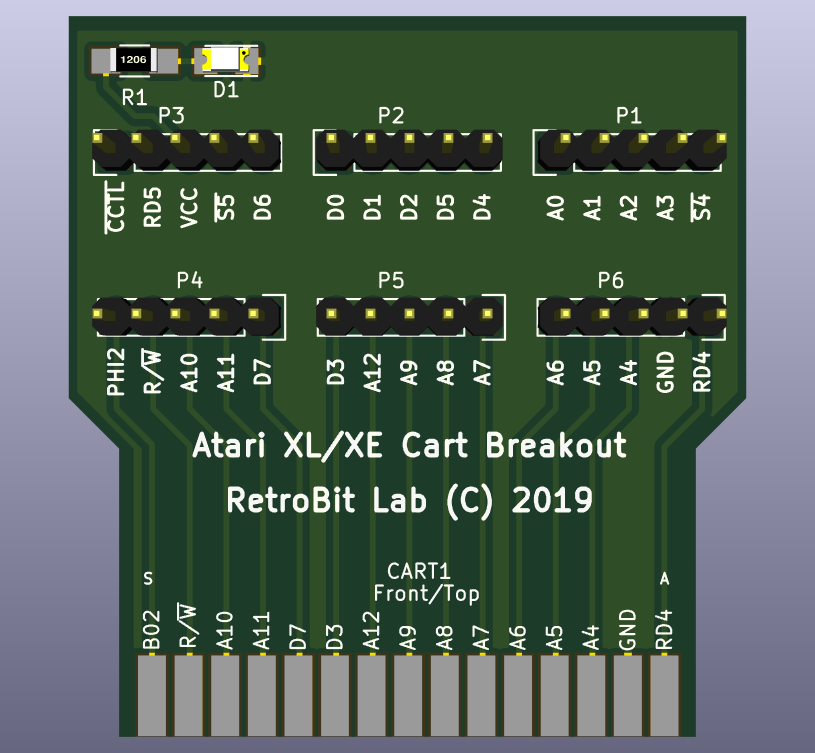 1206
R1 D1
P3 P2 P1
C̅C̅T̅L̅ RD5 VCC S̅5 D6 D0 D1 D2 D5 D4 A0 A1 A2 A3 S̅4
P4 P5 P6
PHI2 R/W̅ A10 A11 D7 D3 A12 A9 A8 A7 A6 A5 A4 GND RD4
Atari XL/XE Cart Breakout
RetroBit Lab (C) 2019
CART1
S Front/Top A
B02 R/W̅ A10 A11 D7 D3 A12 A9 A8 A7 A6 A5 A4 GND RD4